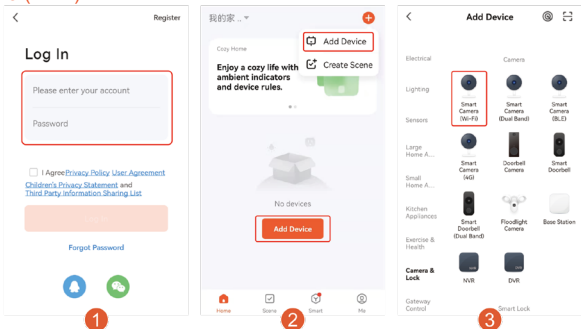 Register
Log In
Please enter your account
Password
I Agree Privacy Policy User Agreement
Children's Privacy Statement and
Third Party Information Sharing List
Forgot Password
1
我的家 ..
Add Device
Create Scene
Cozy Home
Enjoy a cozy life with
ambient indicators
and device rules.
No devices
Add Device
Home
Scene
Smart
Me
2
Add Device
Electrical
Lighting
Sensors
Large
Home A...
Small
Home A...
Kitchen
Appliances
Exercise &
Health
Camera &
Lock
Gateway
Control
Camera
Smart
Camera
(Wi-Fi)
Smart
Camera
(Dual Band)
Smart
Camera
(BLE)
Smart
Camera
(4G)
Doorbell
Camera
Smart
Doorbell
Smart
Doorbell
(Dual Band)
Floodlight
Camera
Base Station
NVR
DVR
Smart Lock
3